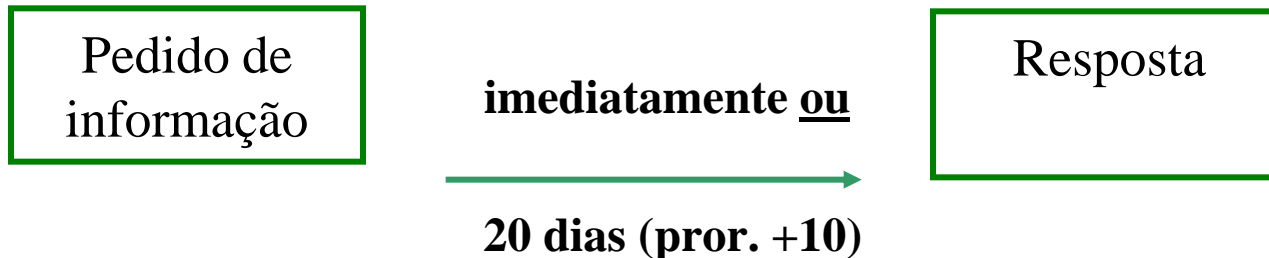 Pedido de
informação
imediatamente ou
20 dias (pror. +10)
Resposta